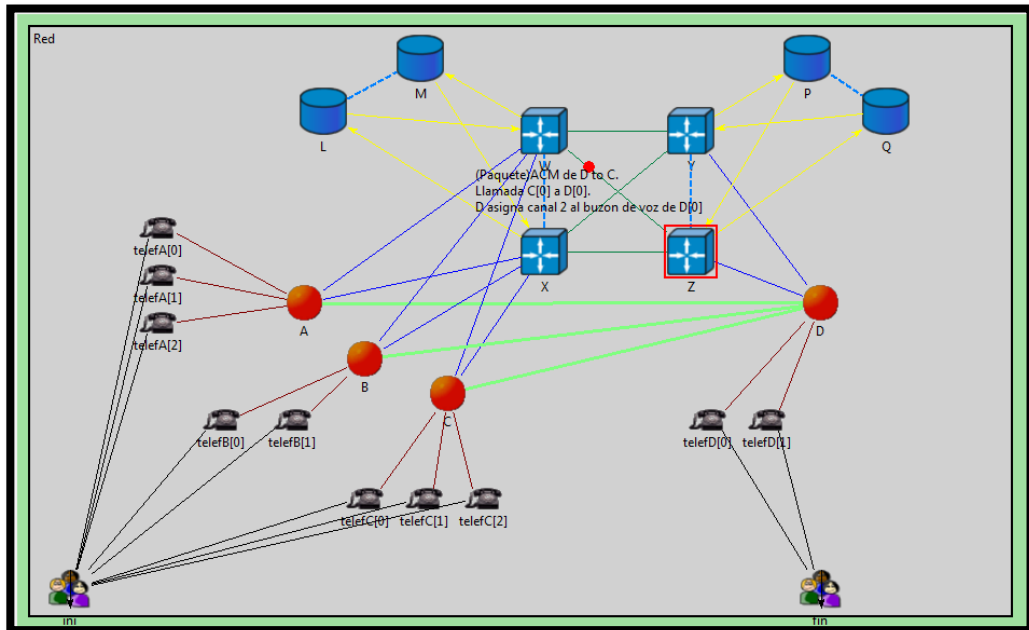 Red
M
P
L
Q
W
Y
(Paquete)ACM de D to C.
Llamada C[0] a D[0].
D asigna canal 2 al buzon de voz de D[0]
X
Z
telefA[0]
telefA[1]
telefA[2]
A
D
B
C
telefB[0]
telefB[1]
telefD[0]
telefD[1]
telefC[0]
telefC[1]
telefC[2]
ini
fin